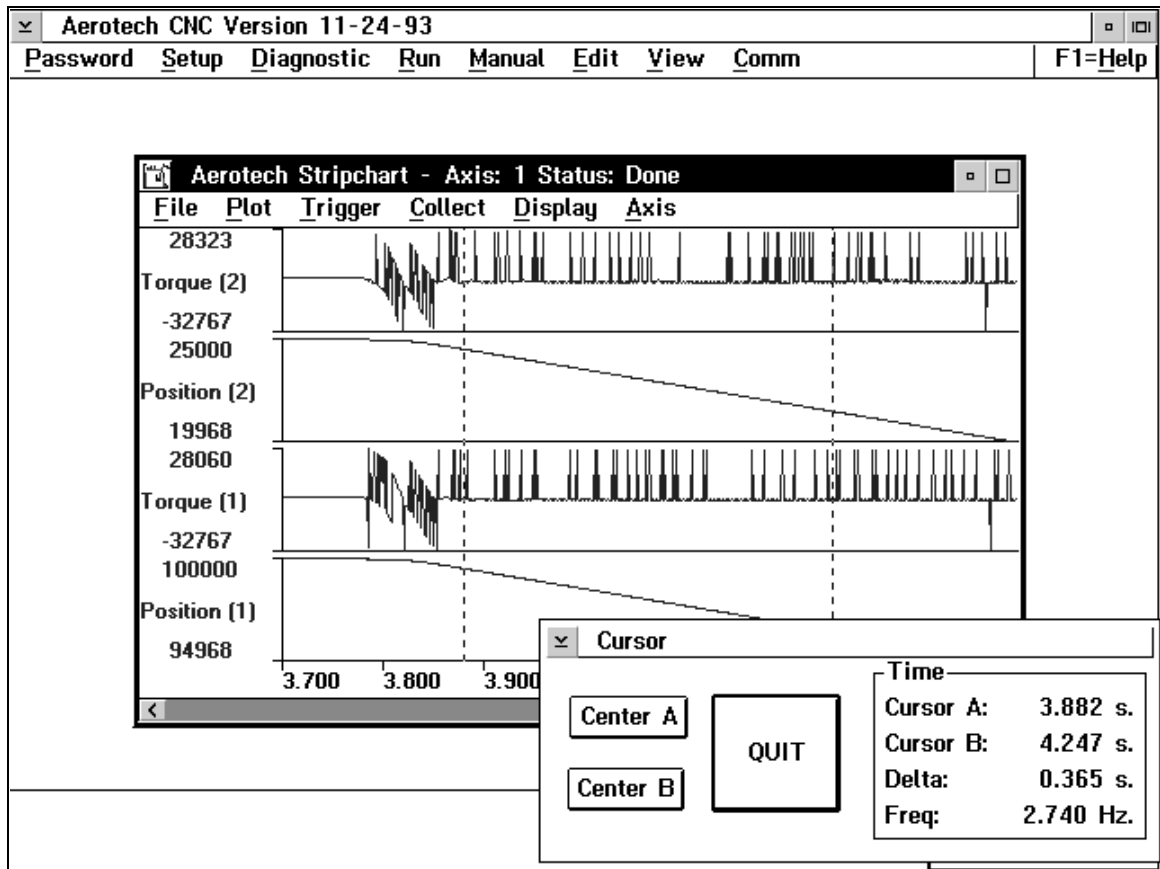 Aerotech CNC Version 11-24-93
Password Setup Diagnostic Run Manual Edit View Comm F1=Help
Aerotech Stripchart - Axis: 1 Status: Done
File Plot Trigger Collect Display Axis
28323
Torque (2)
-32767
25000
Position (2)
19968
28060
Torque (1)
-32767
100000
Position (1)
94968
3.700 3.800 3.900
Cursor
Center A
Center B
QUIT
Time
Cursor A: 3.882 s.
Cursor B: 4.247 s.
Delta: 0.365 s.
Freq: 2.740 Hz.